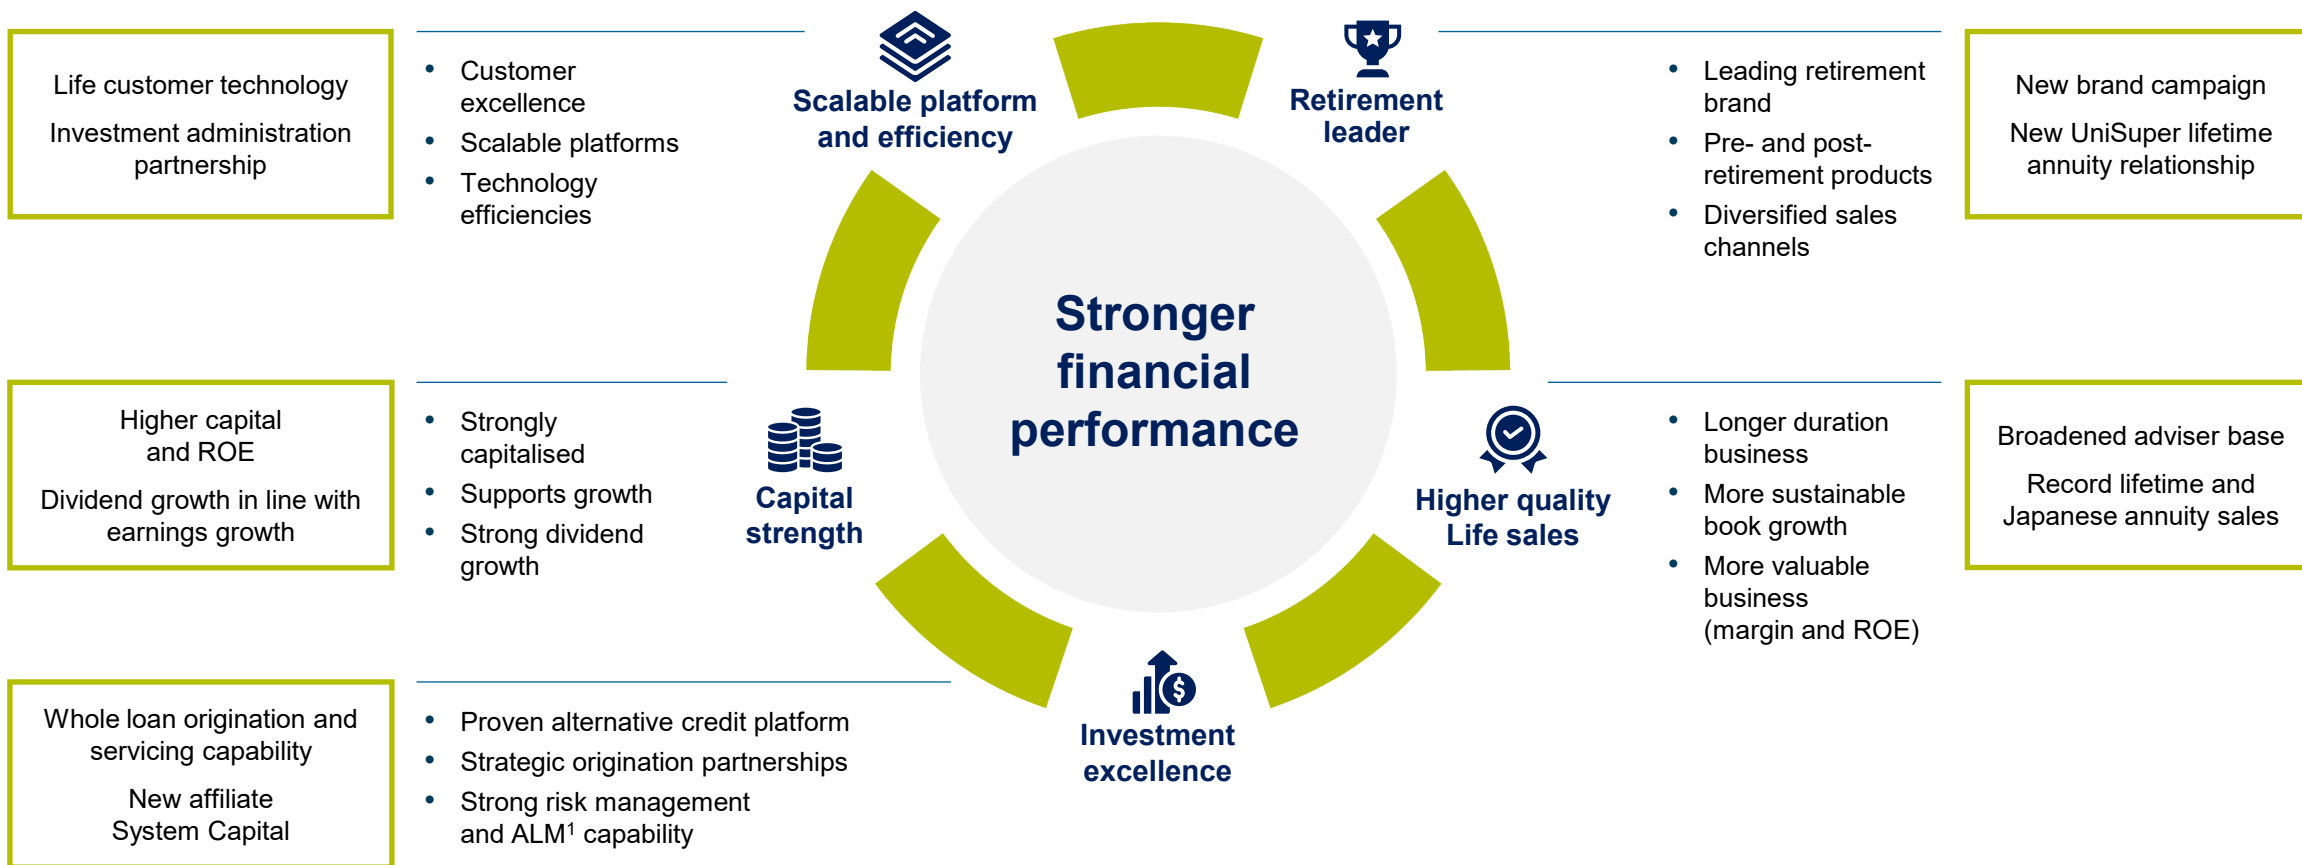 Life customer technology
Investment administration
partnership
• Customer
excellence
• Scalable platforms
• Technology
efficiencies
Scalable platform
and efficiency
Retirement
leader
• Leading retirement
brand
• Pre- and post-
retirement products
• Diversified sales
channels
New brand campaign
New UniSuper lifetime
annuity relationship
Stronger
financial
performance
Higher capital
and ROE
Dividend growth in line with
earnings growth
• Strongly
capitalised
• Supports growth
• Strong dividend
growth
Capital
strength
Higher quality
Life sales
• Longer duration
business
• More sustainable
book growth
• More valuable
business
(margin and ROE)
Broadened adviser base
Record lifetime and
Japanese annuity sales
Whole loan origination and
servicing capability
New affiliate
System Capital
• Proven alternative credit platform
• Strategic origination partnerships
• Strong risk management
and ALM¹ capability
$
Investment
excellence